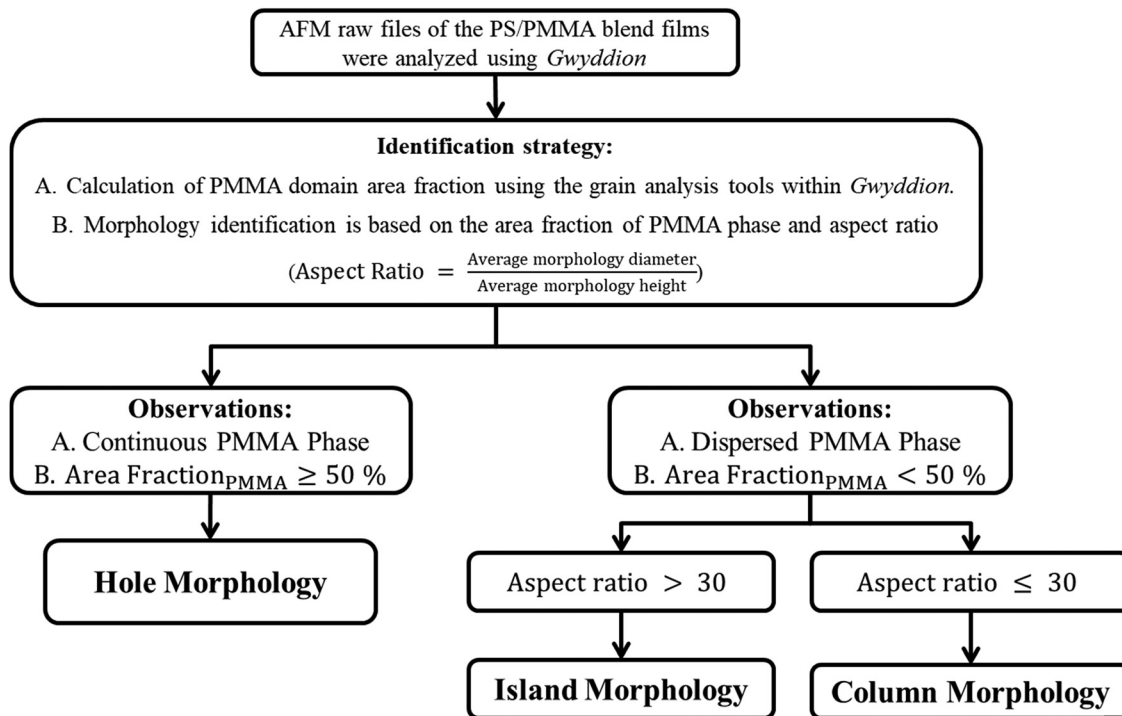 AFM raw files of the PS/PMMA blend films
were analyzed using Gwyddion
Identification strategy:
A. Calculation of PMMA domain area fraction using the grain analysis tools within Gwyddion.
B. Morphology identification is based on the area fraction of PMMA phase and aspect ratio
(Aspect Ratio = Average morphology diameter / Average morphology height)
Observations:
A. Continuous PMMA Phase
B. Area Fraction_PMMA ≥ 50 %
Hole Morphology
Observations:
A. Dispersed PMMA Phase
B. Area Fraction_PMMA < 50 %
Aspect ratio > 30
Island Morphology
Aspect ratio ≤ 30
Column Morphology